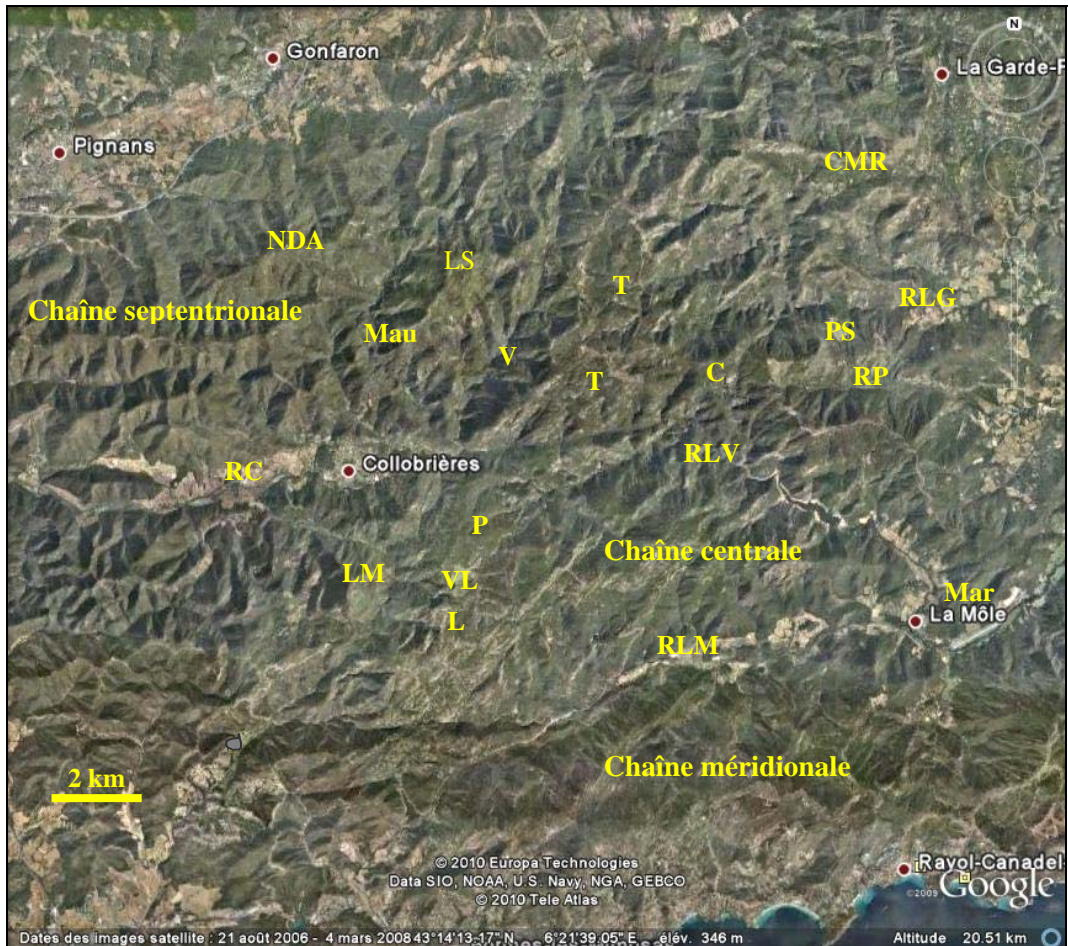 N
Gonfaron
La Garde-F
Pignans
CMR
NDA
LS
T
RLG
Chaîne septentrionale
Mau
PS
V
C
RP
T
RLV
RC
Collobrières
P
Chaîne centrale
LM
VL
Mar
L
La Môle
RLM
Chaîne méridionale
2 km
© 2010 Europa Technologies
Data SIO, NOAA, U.S. Navy, NGA, GEBCO
© 2010 Tele Atlas
Rayol-Canadel-
©2009 Google
Dates des images satellite : 21 août 2006 - 4 mars 2008 43°14'13.17" N 6°21'39.05" E élév. 346 m Altitude 20.51 km